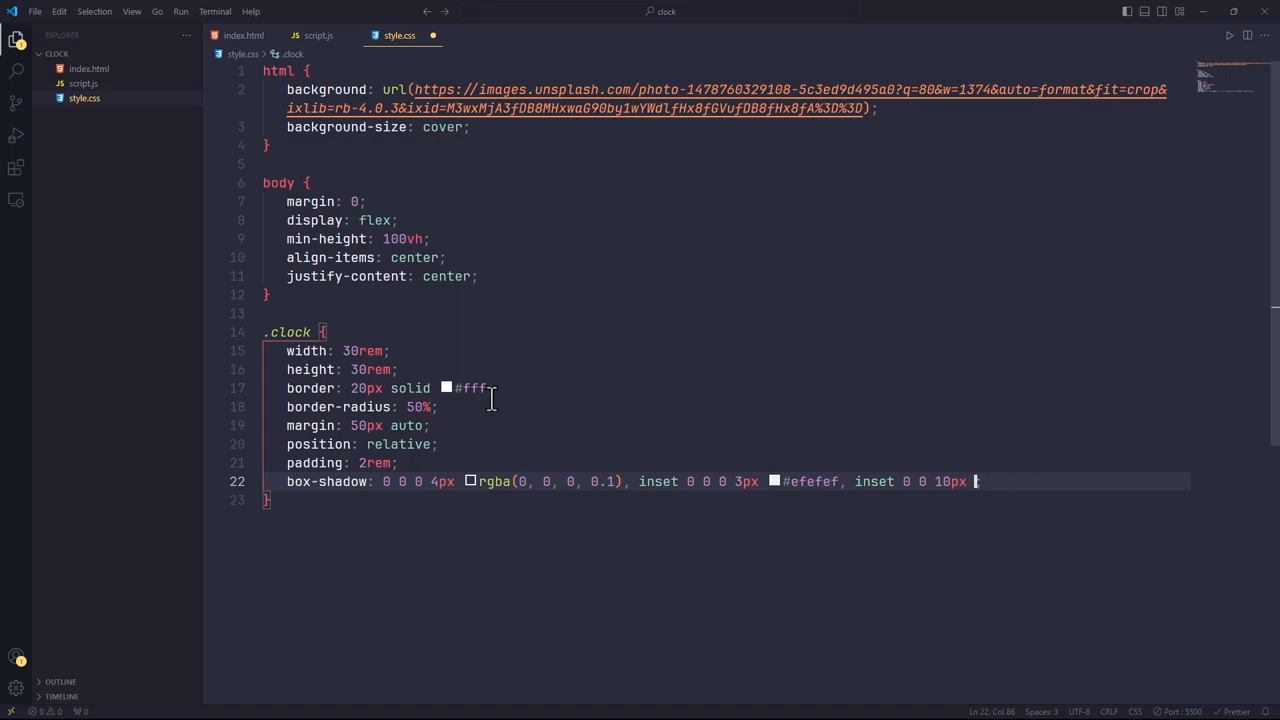 File Edit Selection View Go Run Terminal Help
clock
EXPLORER
CLOCK
index.html
script.js
style.css
OUTLINE
TIMELINE
index.html script.js style.css
style.css > .clock
1 html {
2 background: url(https://images.unsplash.com/photo-1478760329108-5c3ed9d495a0?q=80&w=1374&auto=format&fit=crop&
ixlib=rb-4.0.3&ixid=M3wxMjA3fDB8MHxwaG90by1wYWdlfHx8fGVufDB8fHx8fA%3D%3D);
3 background-size: cover;
4 }
5
6 body {
7 margin: 0;
8 display: flex;
9 min-height: 100vh;
10 align-items: center;
11 justify-content: center;
12 }
13
14 .clock {
15 width: 30rem;
16 height: 30rem;
17 border: 20px solid #fff
18 border-radius: 50%;
19 margin: 50px auto;
20 position: relative;
21 padding: 2rem;
22 box-shadow: 0 0 0 4px rgba(0, 0, 0, 0.1), inset 0 0 0 3px #efefef, inset 0 0 10px ;
23 }
0 0 0 Ln 22, Col 86 Spaces: 3 UTF-8 CRLF CSS Port : 5500 Prettier